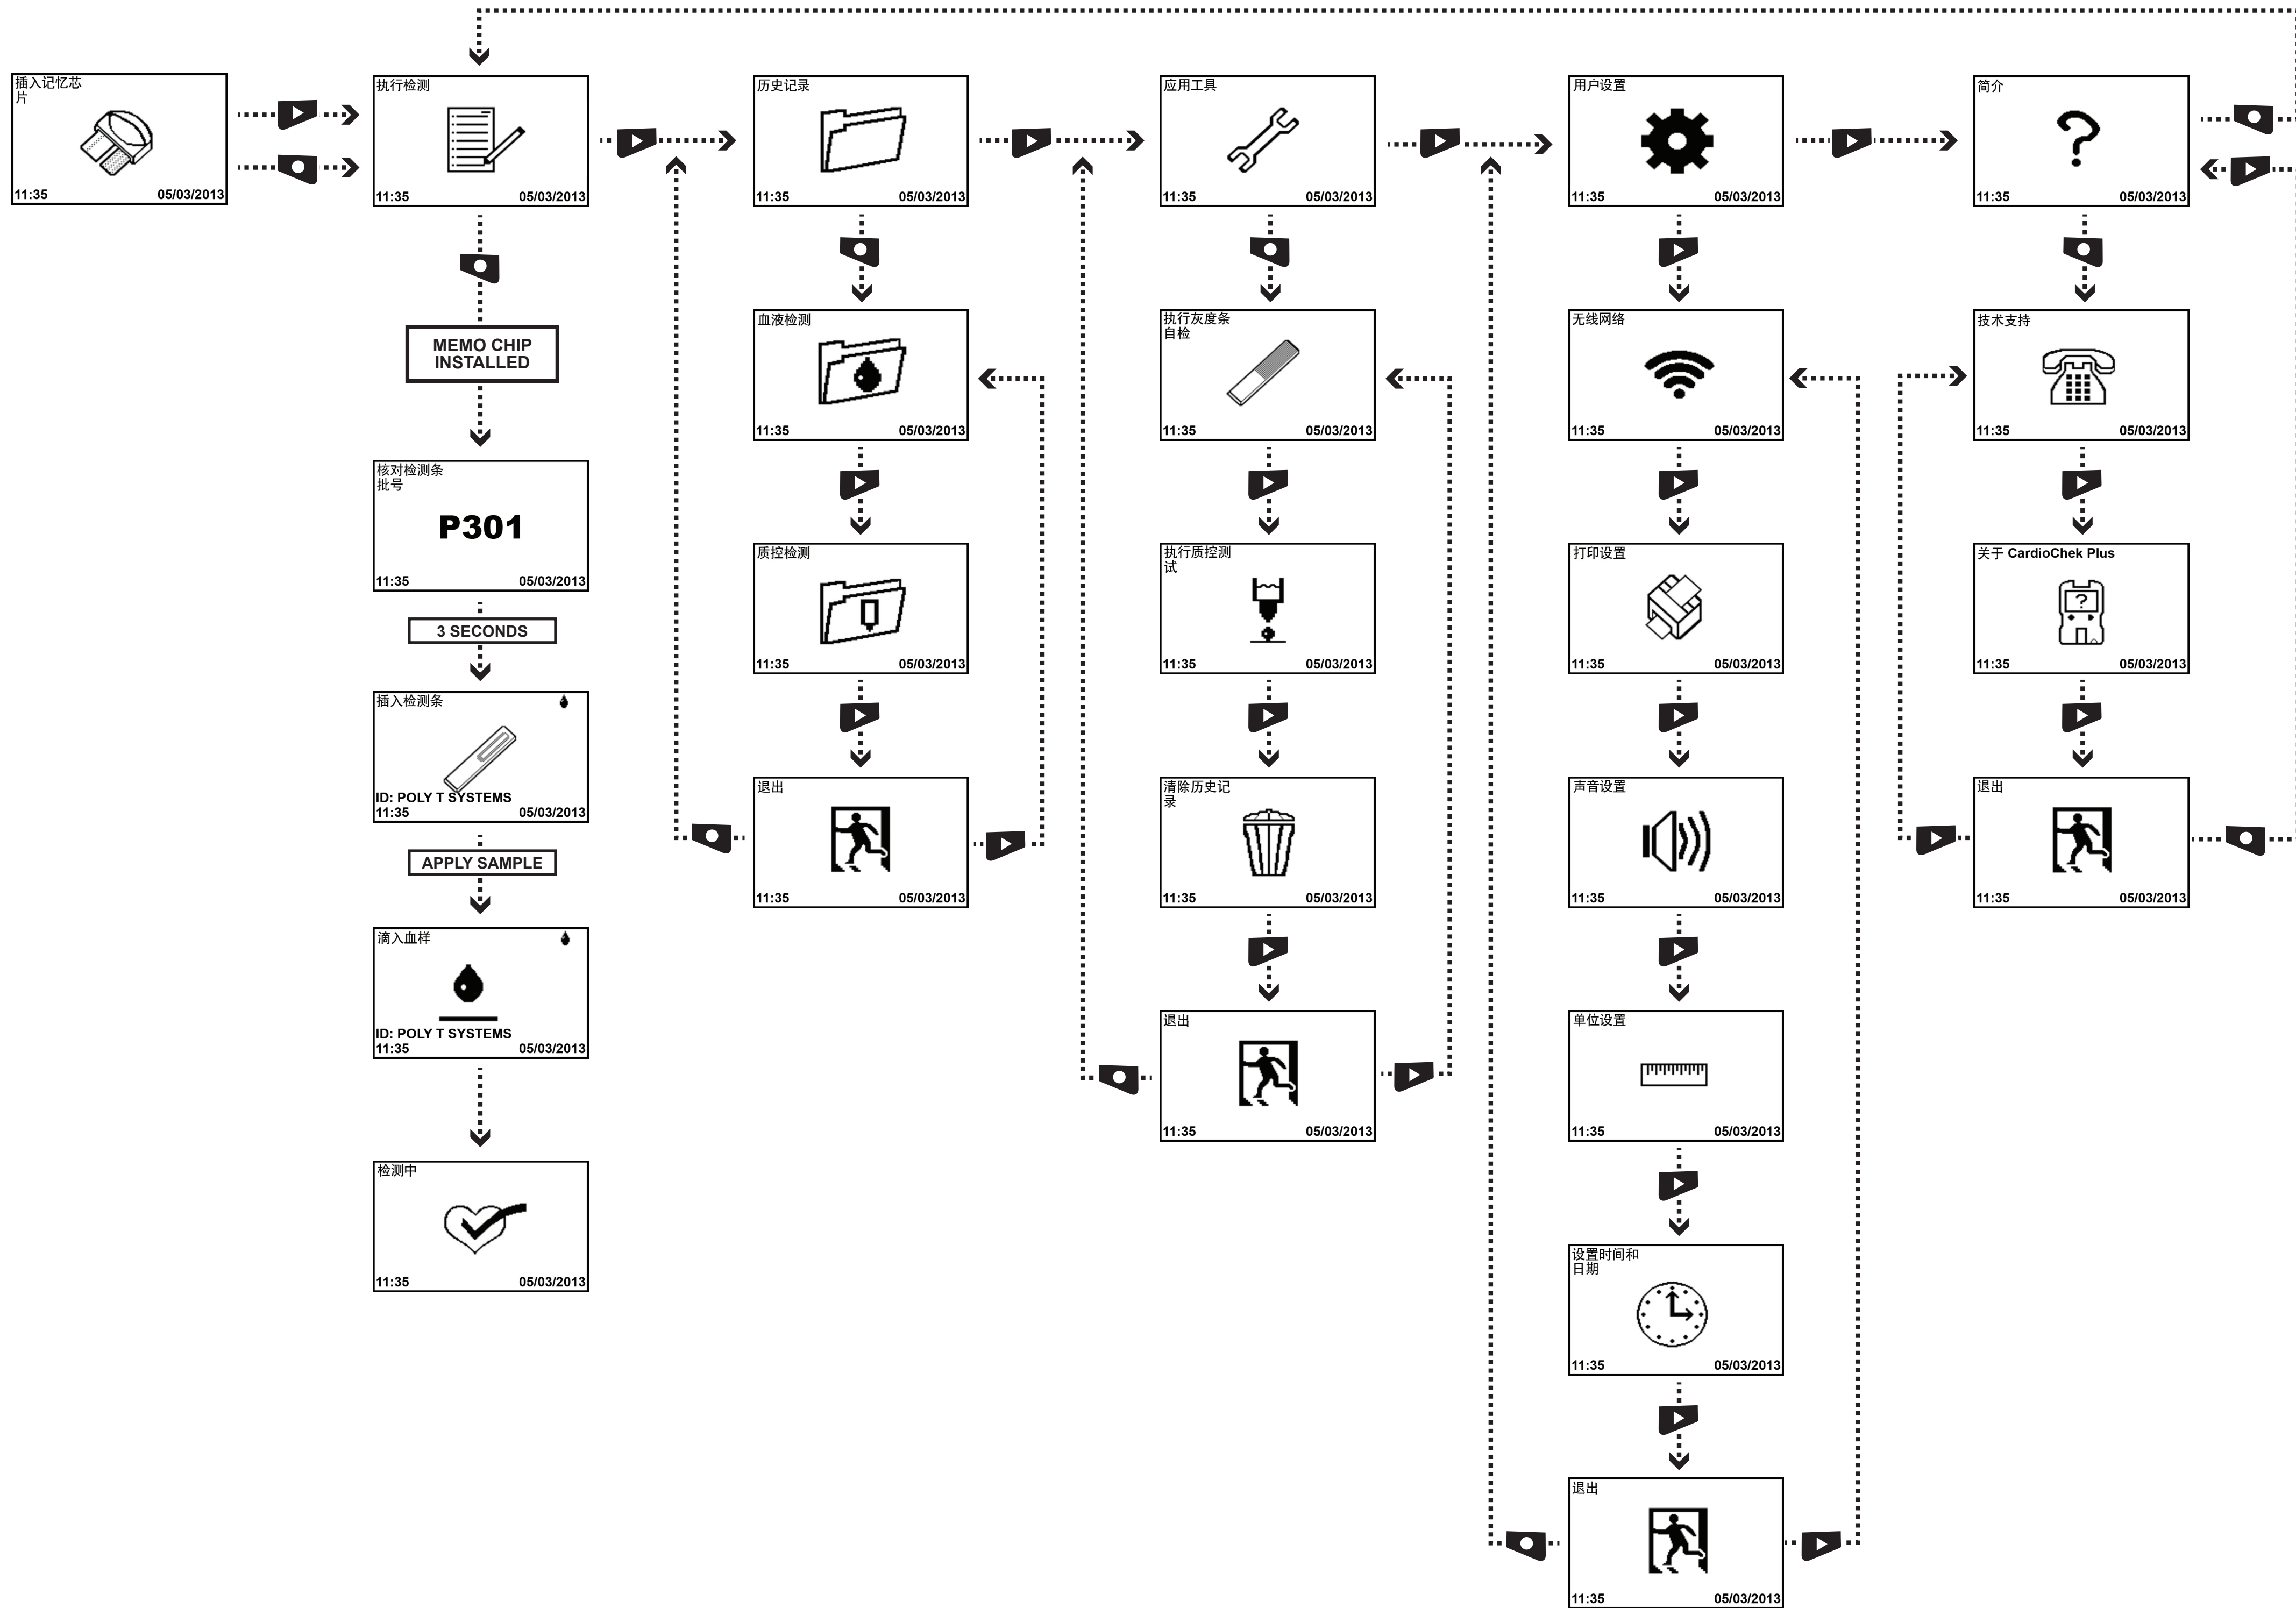 插入记忆芯
片
11:35 05/03/2013
执行检测
11:35 05/03/2013
历史记录
11:35 05/03/2013
应用工具
11:35 05/03/2013
用户设置
11:35 05/03/2013
简介
11:35 05/03/2013
MEMO CHIP
INSTALLED
核对检测条
批号
P301
11:35 05/03/2013
3 SECONDS
插入检测条
ID: POLY T SYSTEMS
11:35 05/03/2013
APPLY SAMPLE
滴入血样
ID: POLY T SYSTEMS
11:35 05/03/2013
检测中
11:35 05/03/2013
血液检测
11:35 05/03/2013
质控检测
11:35 05/03/2013
退出
11:35 05/03/2013
执行灰度条
自检
11:35 05/03/2013
执行质控测
试
11:35 05/03/2013
清除历史记
录
11:35 05/03/2013
退出
11:35 05/03/2013
无线网络
11:35 05/03/2013
打印设置
11:35 05/03/2013
声音设置
11:35 05/03/2013
单位设置
11:35 05/03/2013
设置时间和
日期
11:35 05/03/2013
退出
11:35 05/03/2013
技术支持
11:35 05/03/2013
关于 CardioChek Plus
?
11:35 05/03/2013
退出
11:35 05/03/2013